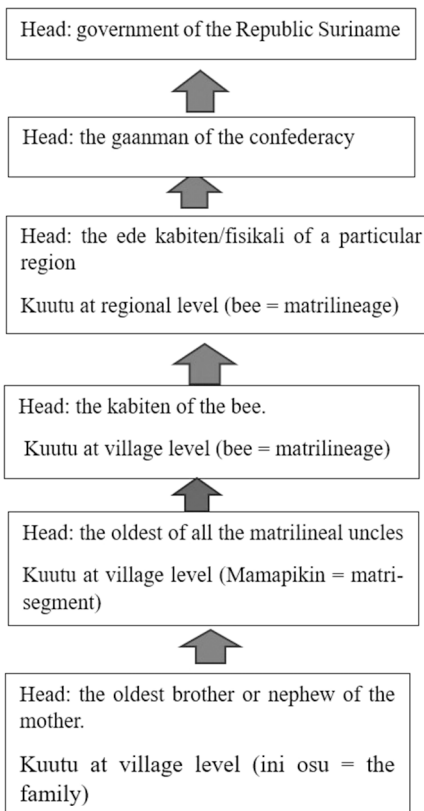 Head: government of the Republic Suriname
Head: the gaanman of the confederacy
Head: the ede kabiten/fisikali of a particular
region
Kuutu at regional level (bee = matrilineage)
Head: the kabiten of the bee.
Kuutu at village level (bee = matrilineage)
Head: the oldest of all the matrilineal uncles
Kuutu at village level (Mamapikin = matri-
segment)
Head: the oldest brother or nephew of the
mother.
Kuutu at village level (ini osu = the
family)